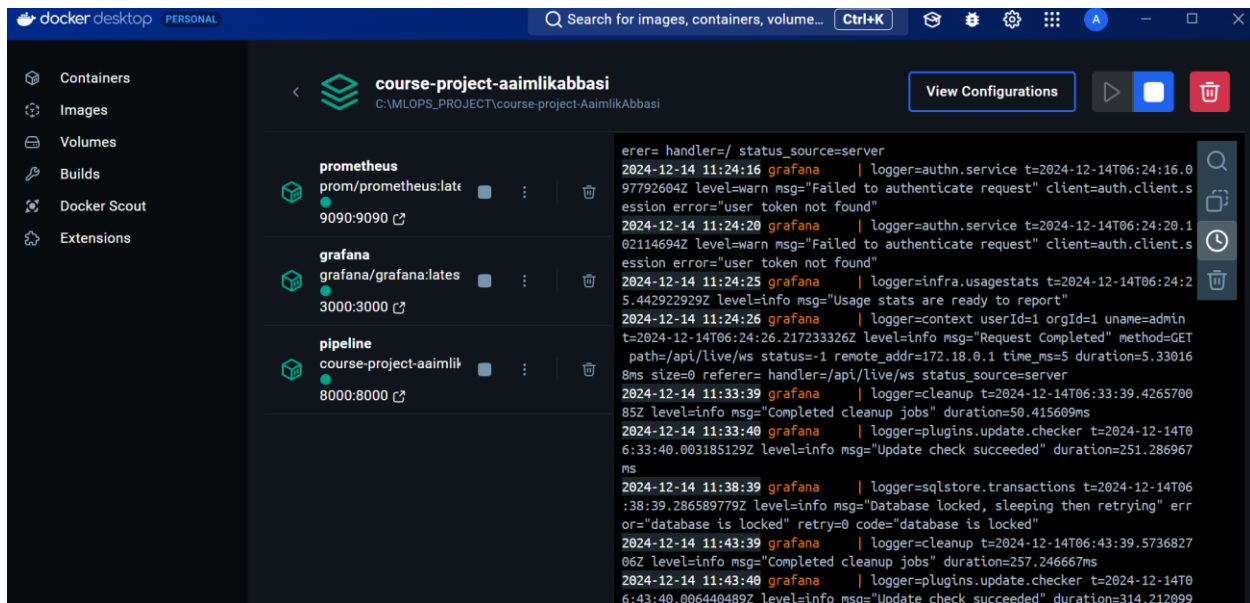 docker desktop PERSONAL
Search for images, containers, volume... Ctrl+K
A
Containers
Images
Volumes
Builds
Docker Scout
Extensions
course-project-aaimlikabbasi
C:\MLOPS_PROJECT\course-project-AaimlikAbbasi
View Configurations
prometheus
prom/prometheus:late
9090:9090
grafana
grafana/grafana:lates
3000:3000
pipeline
course-project-aaimlik
8000:8000
erer= handler=/ status_source=server
2024-12-14 11:24:16 grafana | logger=authn.service t=2024-12-14T06:24:16.0
97792604Z level=warn msg="Failed to authenticate request" client=auth.client.s
ession error="user token not found"
2024-12-14 11:24:20 grafana | logger=authn.service t=2024-12-14T06:24:20.1
02114694Z level=warn msg="Failed to authenticate request" client=auth.client.s
ession error="user token not found"
2024-12-14 11:24:25 grafana | logger=infra.usagestats t=2024-12-14T06:24:2
5.442922929Z level=info msg="Usage stats are ready to report"
2024-12-14 11:24:26 grafana | logger=context userId=1 orgId=1 uname=admin
t=2024-12-14T06:24:26.217233326Z level=info msg="Request Completed" method=GET
path=/api/live/ws status=-1 remote_addr=172.18.0.1 time_ms=5 duration=5.33016
8ms size=0 referer= handler=/api/live/ws status_source=server
2024-12-14 11:33:39 grafana | logger=cleanup t=2024-12-14T06:33:39.4265700
85Z level=info msg="Completed cleanup jobs" duration=50.415609ms
2024-12-14 11:33:40 grafana | logger=plugins.update.checker t=2024-12-14T0
6:33:40.003185129Z level=info msg="Update check succeeded" duration=251.286967
ms
2024-12-14 11:38:39 grafana | logger=sqlstore.transactions t=2024-12-14T06
:38:39.286589779Z level=info msg="Database locked, sleeping then retrying" err
or="database is locked" retry=0 code="database is locked"
2024-12-14 11:43:39 grafana | logger=cleanup t=2024-12-14T06:43:39.5736827
06Z level=info msg="Completed cleanup jobs" duration=257.246667ms
2024-12-14 11:43:40 grafana | logger=plugins.update.checker t=2024-12-14T0
6:43:40.006440489Z level=info msg="Update check succeeded" duration=314.212099